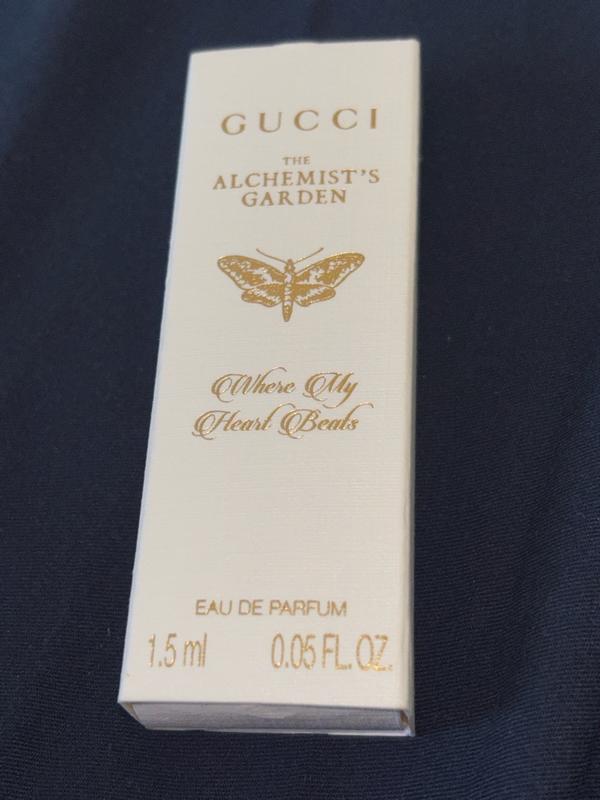 GUCCI
THE
ALCHEMIST'S
GARDEN
Where My
Heart Beats
EAU DE PARFUM
1.5 ml 0.05 FL. OZ.